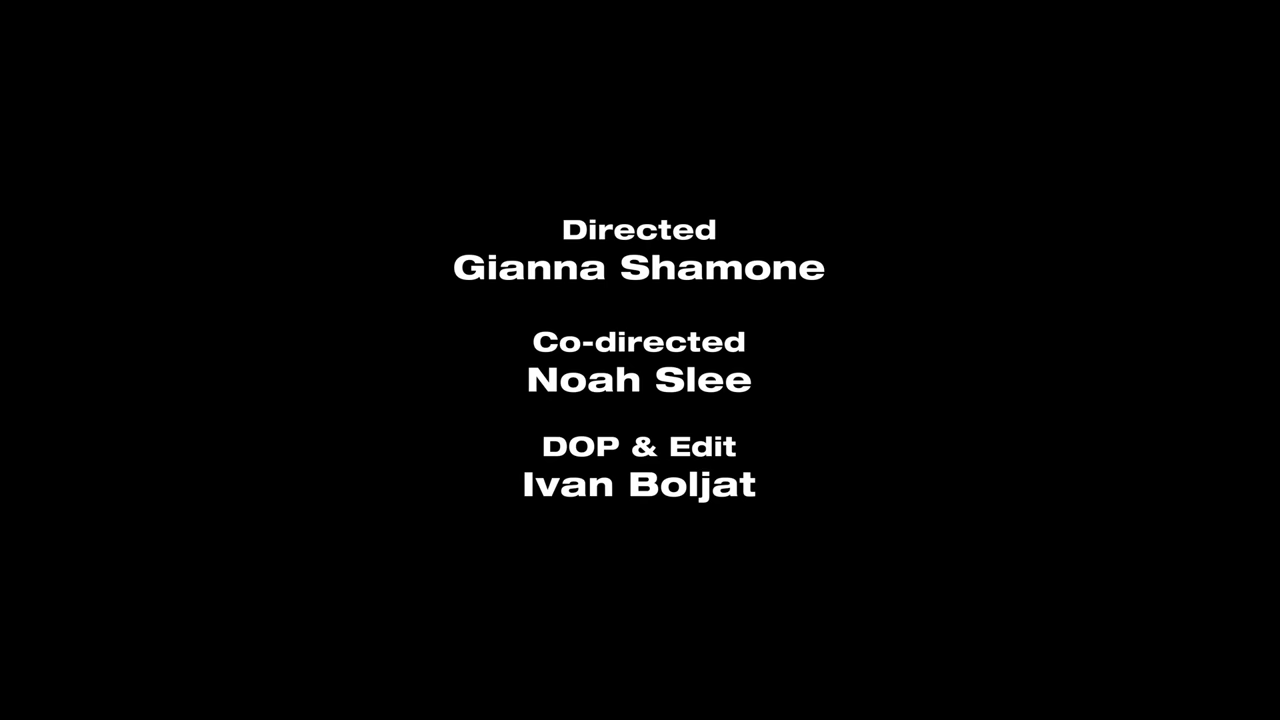 Directed
Gianna Shamone
Co-directed
Noah Slee
DOP & Edit
Ivan Boljat